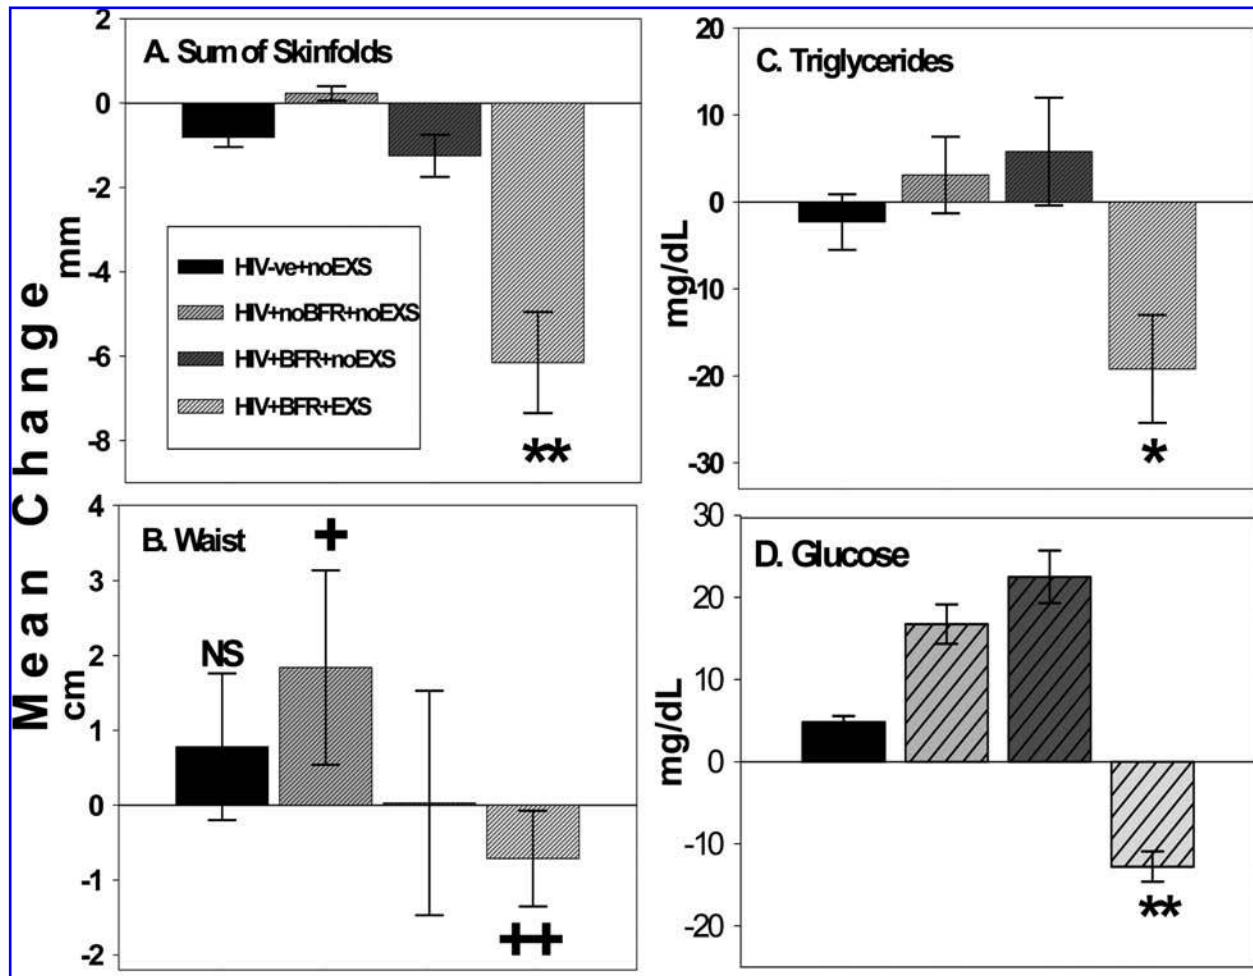 Mean Change
A. Sum of Skinfolds
mm
2
0
-2
-4
-6
-8
HIV-ve+noEXS
HIV+noBFR+noEXS
HIV+BFR+noEXS
HIV+BFR+EXS
**
C. Triglycerides
mg/dL
20
10
0
-10
-20
-30
*
B. Waist
cm
4
3
2
1
0
-1
-2
NS
+
++
D. Glucose
mg/dL
30
20
10
0
-10
-20
**